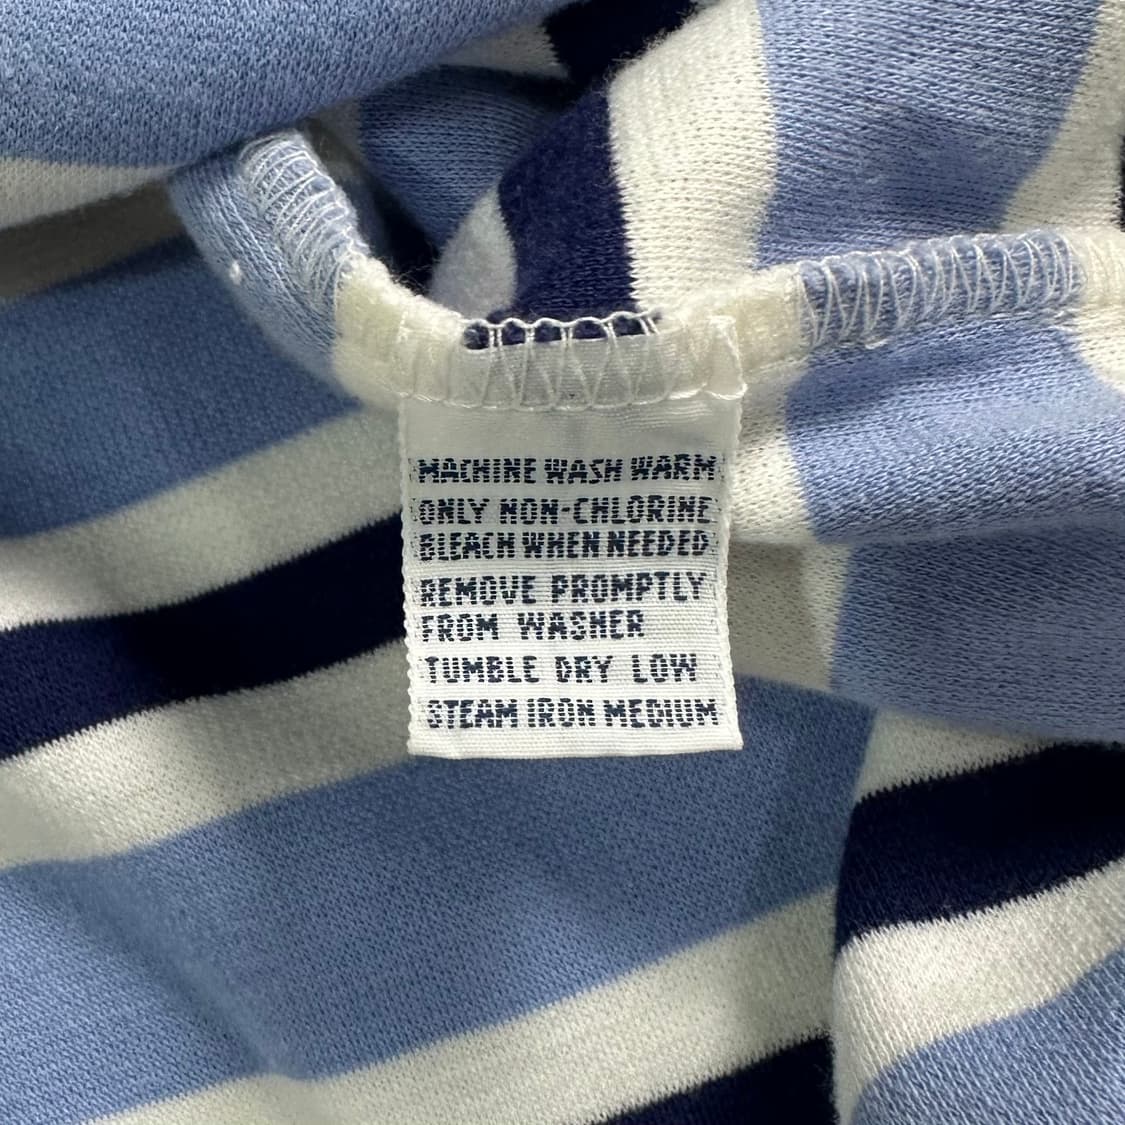 MACHINE WASH WARM
ONLY NON-CHLORINE
BLEACH WHEN NEEDED
REMOVE PROMPTLY
FROM WASHER
TUMBLE DRY LOW
STEAM IRON MEDIUM